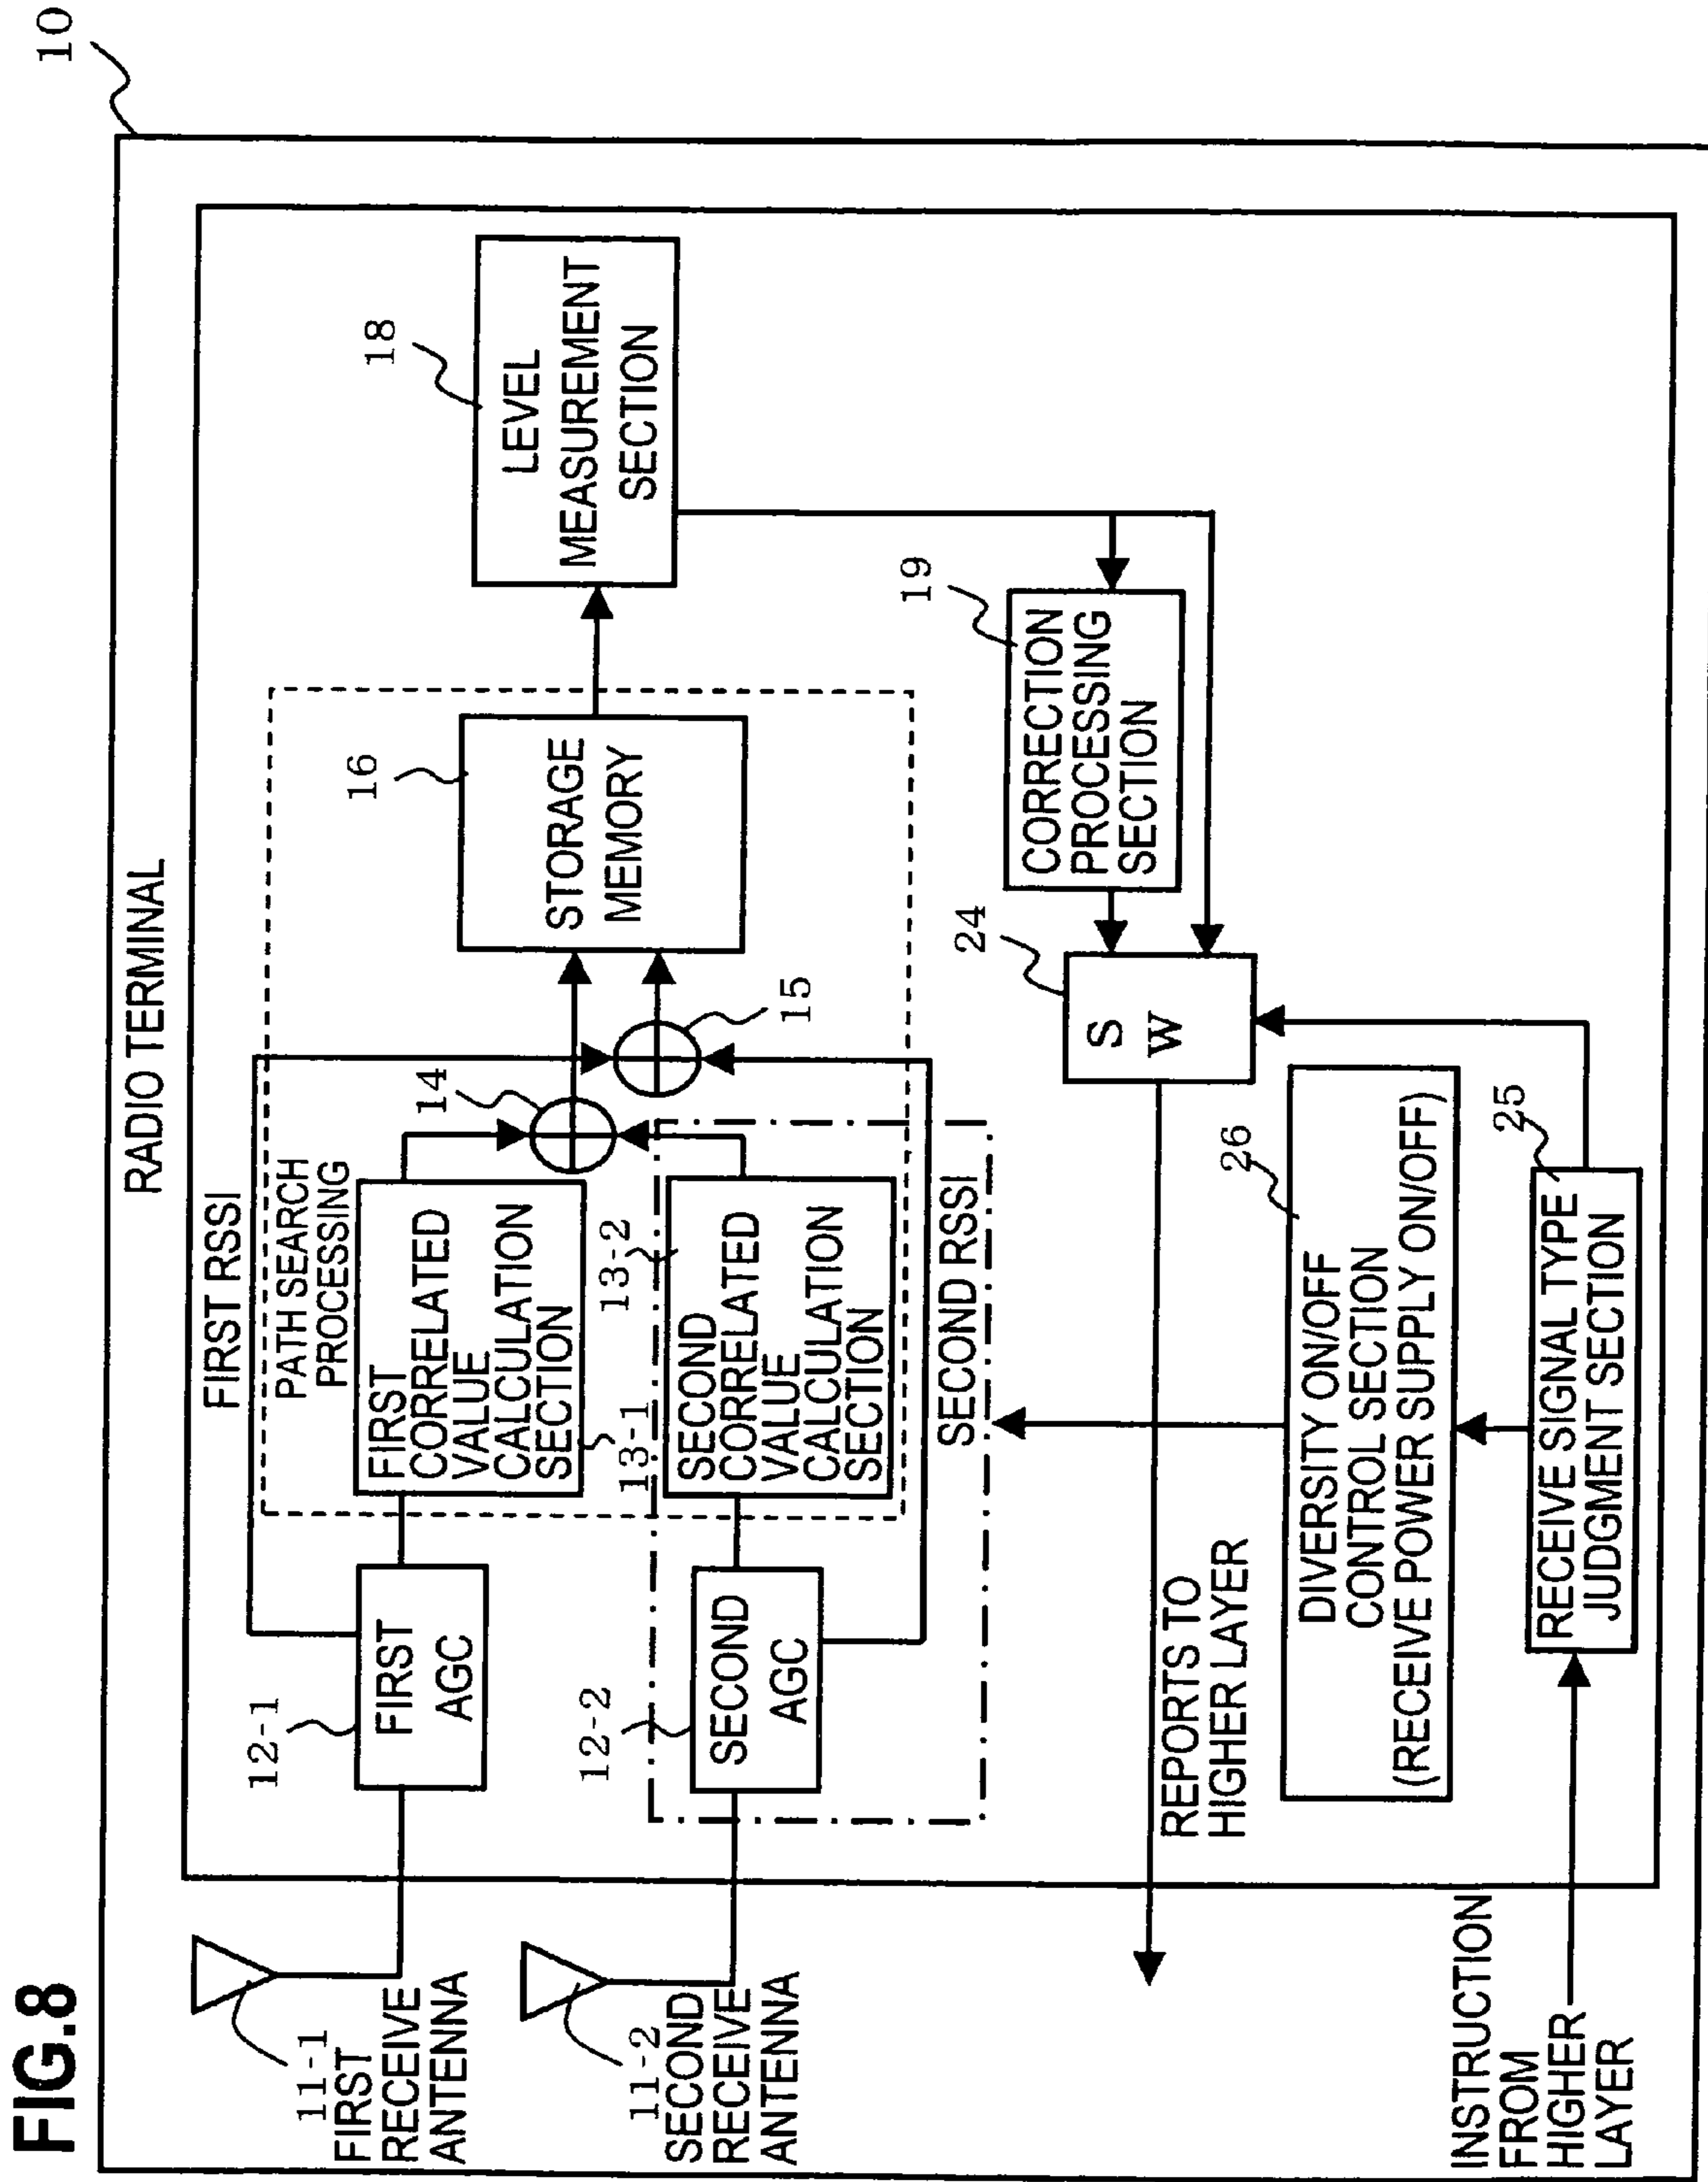 FIG.8
10
RADIO TERMINAL
FIRST RSSI
PATH SEARCH
PROCESSING
11-1
FIRST
RECEIVE
ANTENNA
12-1
FIRST
AGC
FIRST
CORRELATED
VALUE
CALCULATION
SECTION
13-1
14
15
16
STORAGE
MEMORY
18
LEVEL
MEASUREMENT
SECTION
11-2
SECOND
RECEIVE
ANTENNA
12-2
SECOND
AGC
13-2
SECOND
CORRELATED
VALUE
CALCULATION
SECTION
SECOND RSSI
19
CORRECTION
PROCESSING
SECTION
24
S
W
REPORTS TO
HIGHER LAYER
26
DIVERSITY ON/OFF
CONTROL SECTION
(RECEIVE POWER SUPPLY ON/OFF)
25
RECEIVE SIGNAL TYPE
JUDGMENT SECTION
INSTRUCTION
FROM
HIGHER
LAYER